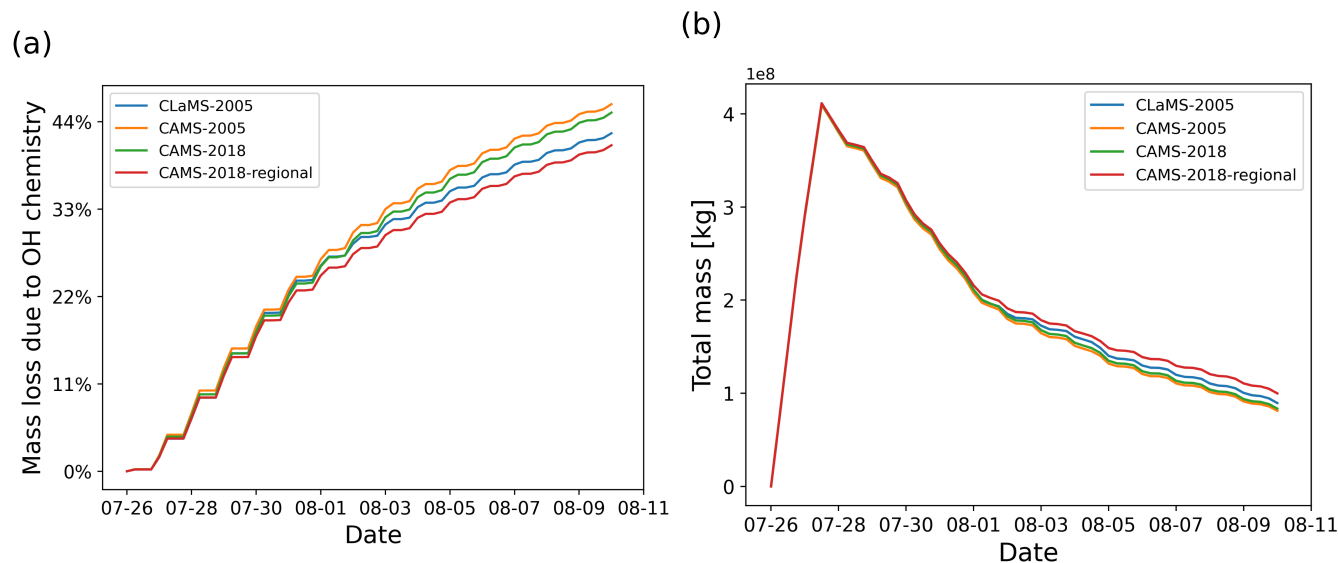 (a)
Mass loss due to OH chemistry
44%
33%
22%
11%
0%
CLaMS-2005
CAMS-2005
CAMS-2018
CAMS-2018-regional
07-26 07-28 07-30 08-01 08-03 08-05 08-07 08-09 08-11
Date
(b)
1e8
Total mass [kg]
4
3
2
1
0
CLaMS-2005
CAMS-2005
CAMS-2018
CAMS-2018-regional
07-26 07-28 07-30 08-01 08-03 08-05 08-07 08-09 08-11
Date